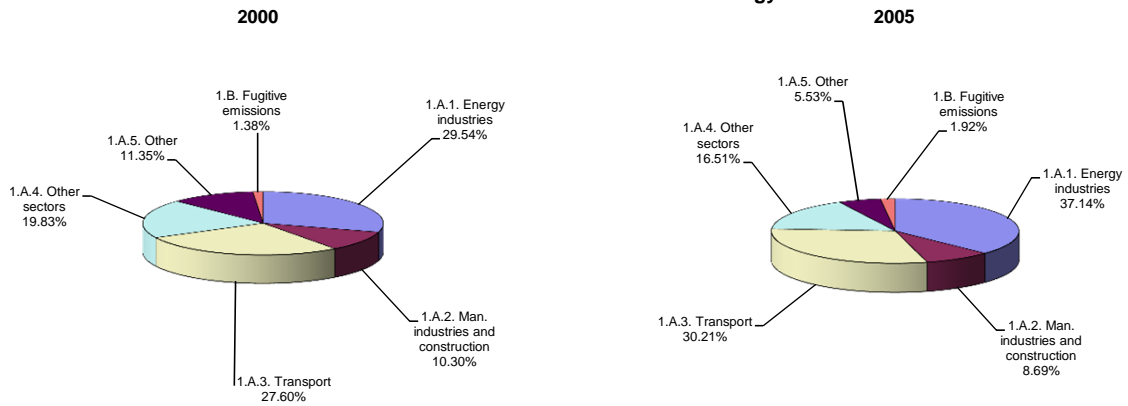 gy
2000
2005
1.B. Fugitive
emissions
1.38%
1.A.1. Energy
industries
29.54%
1.A.5. Other
11.35%
1.A.4. Other
sectors
19.83%
1.A.2. Man.
industries and
construction
10.30%
1.A.3. Transport
27.60%
1.A.5. Other
5.53%
1.B. Fugitive
emissions
1.92%
1.A.4. Other
sectors
16.51%
1.A.1. Energy
industries
37.14%
1.A.3. Transport
30.21%
1.A.2. Man.
industries and
construction
8.69%